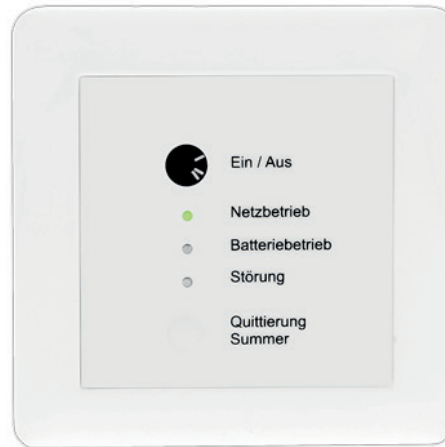 Ein / Aus
Netzbetrieb
Batteriebetrieb
Störung
Quittierung
Summer